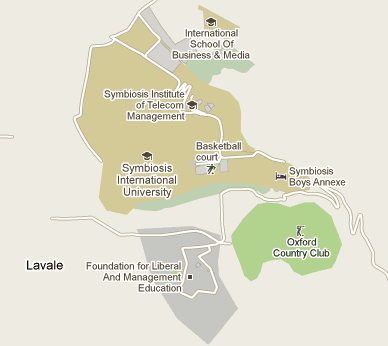 International
School Of
Business & Media
Symbiosis Institute
of Telecom
Management
Basketball
court
Symbiosis
International
University
Symbiosis
Boys Annexe
Oxford
Country Club
Lavale
Foundation for Liberal
And Management
Education